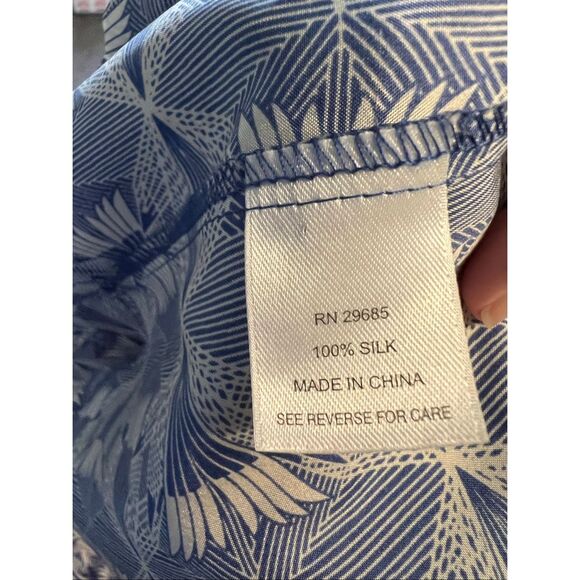 RN 29685
100% SILK
MADE IN CHINA
SEE REVERSE FOR CARE